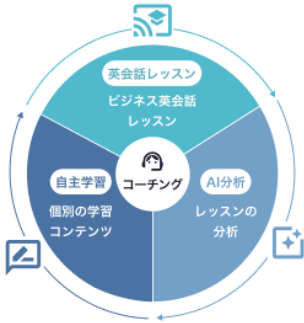 英会話レッスン
ビジネス英会話
レッスン
コーチング
自主学習
個別の学習
コンテンツ
AI分析
レッスンの
分析